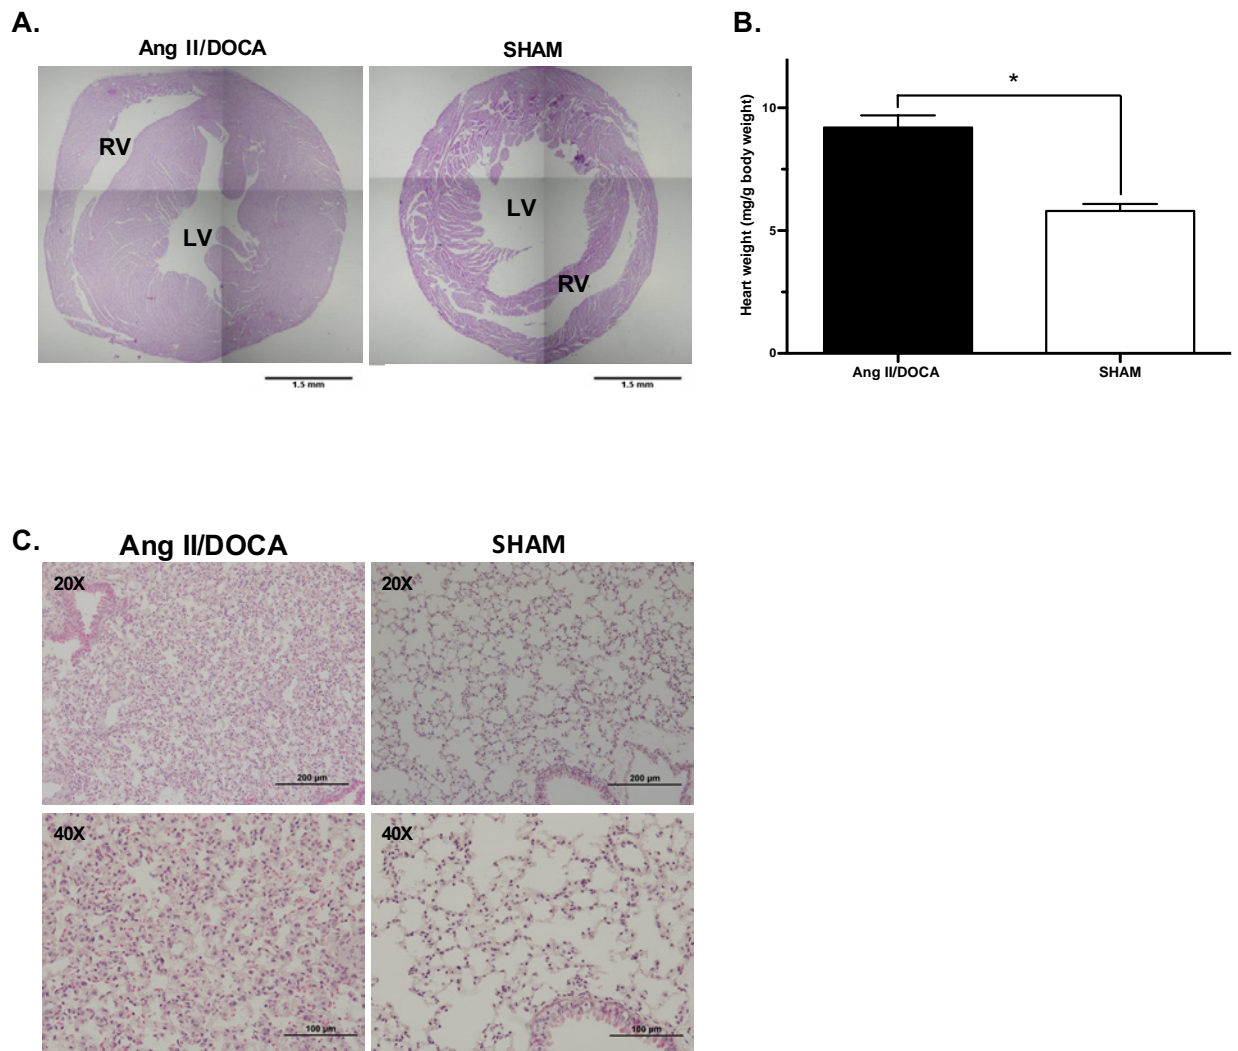 A.
Ang II/DOCA
SHAM
RV
LV
LV
RV
1.5 mm
1.5 mm
B.
Heart weight (mg/g body weight)
10
5
0
*
Ang II/DOCA
SHAM
C.
Ang II/DOCA
SHAM
20X
20X
200 μm
200 μm
40X
40X
100 μm
100 μm